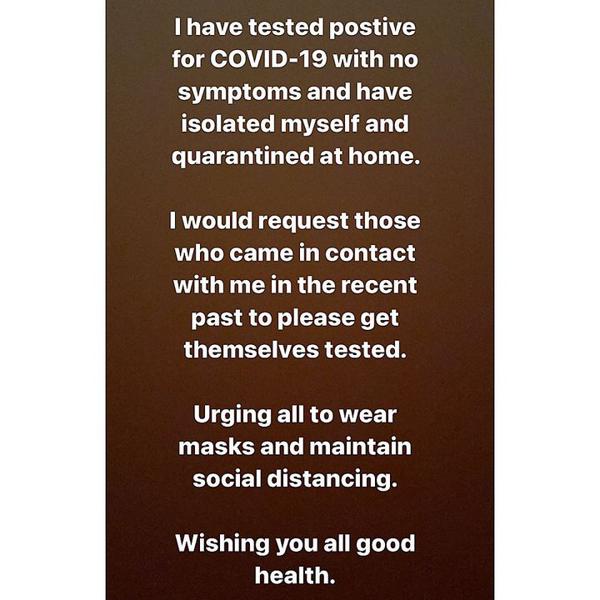 I have tested postive
for COVID-19 with no
symptoms and have
isolated myself and
quarantined at home.
I would request those
who came in contact
with me in the recent
past to please get
themselves tested.
Urging all to wear
masks and maintain
social distancing.
Wishing you all good
health.